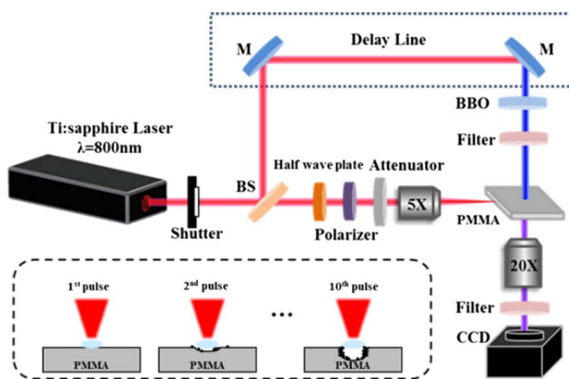 Delay Line
M
M
BBO
Ti:sapphire Laser
λ=800nm
Filter
Half wave plate
Attenuator
BS
5X
PMMA
Shutter
Polarizer
20X
1st pulse
2nd pulse
...
10th pulse
Filter
CCD
PMMA
PMMA
PMMA